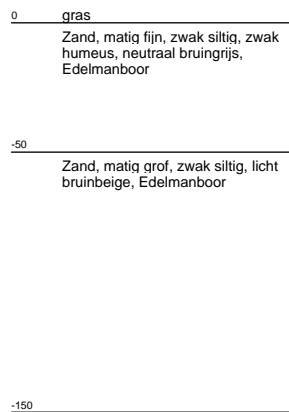 0 gras
Zand, matig fijn, zwak siltig, zwak
humeus, neutraal bruingrijs,
Edelmanboor
-50
Zand, matig grof, zwak siltig, licht
bruinbeige, Edelmanboor
-150